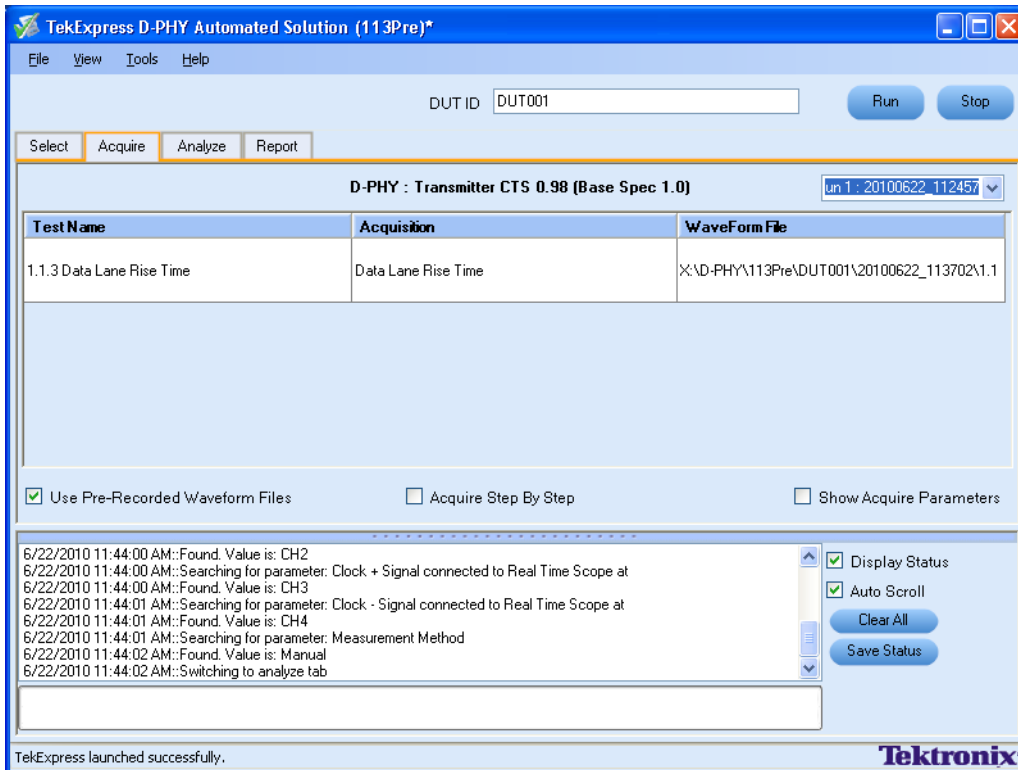 TekExpress D-PHY Automated Solution (113Pre)*
File View Tools Help
DUT ID DUT001 Run Stop
Select Acquire Analyze Report
D-PHY : Transmitter CTS 0.98 (Base Spec 1.0) un 1 : 20100622_112457
Test Name Acquisition WaveForm File
1.1.3 Data Lane Rise Time Data Lane Rise Time X:\D-PHY\113Pre\DUT001\20100622_113702\1.1
Use Pre-Recorded Waveform Files Acquire Step By Step Show Acquire Parameters
6/22/2010 11:44:00 AM::Found. Value is: CH2
6/22/2010 11:44:00 AM::Searching for parameter: Clock + Signal connected to Real Time Scope at
6/22/2010 11:44:00 AM::Found. Value is: CH3
6/22/2010 11:44:01 AM::Searching for parameter: Clock - Signal connected to Real Time Scope at
6/22/2010 11:44:01 AM::Found. Value is: CH4
6/22/2010 11:44:01 AM::Searching for parameter: Measurement Method
6/22/2010 11:44:02 AM::Found. Value is: Manual
6/22/2010 11:44:02 AM::Switching to analyze tab
Display Status
Auto Scroll
Clear All
Save Status
TekExpress launched successfully.
Tektronix